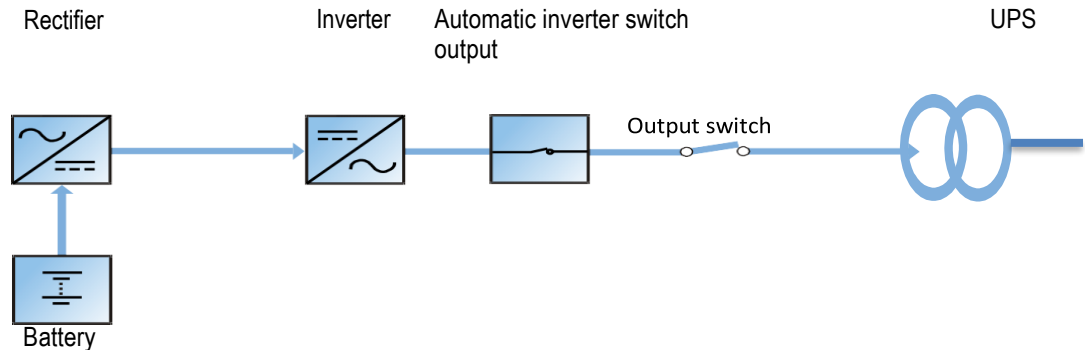 Rectifier
Inverter
Automatic inverter switch
output
UPS
Output switch
Battery